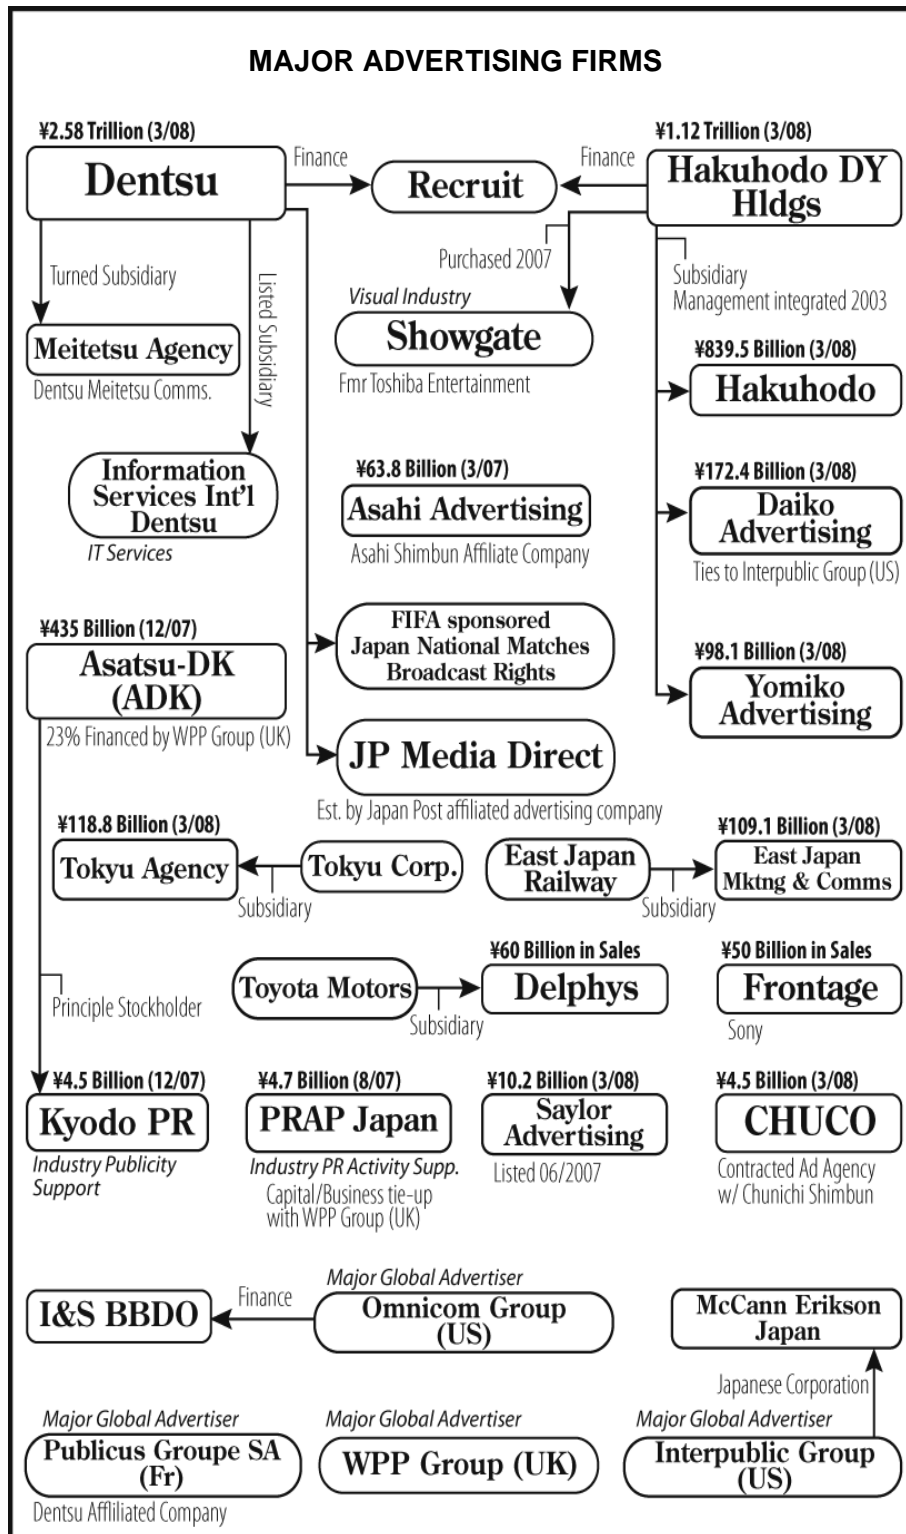 MAJOR ADVERTISING FIRMS
¥2.58 Trillion (3/08)
Dentsu
Finance
Recruit
Finance
¥1.12 Trillion (3/08)
Hakuhodo DY
Hldgs
Turned Subsidiary
Listed Subsidiary
Purchased 2007
Subsidiary
Management integrated 2003
Meitetsu Agency
Dentsu Meitetsu Comms.
Visual Industry
Showgate
Fmr Toshiba Entertainment
¥839.5 Billion (3/08)
Hakuhodo
Information
Services Int'l
Dentsu
IT Services
¥63.8 Billion (3/07)
Asahi Advertising
Asahi Shimbun Affiliate Company
¥172.4 Billion (3/08)
Daiko
Advertising
Ties to Interpublic Group (US)
¥435 Billion (12/07)
Asatsu-DK
(ADK)
23% Financed by WPP Group (UK)
FIFA sponsored
Japan National Matches
Broadcast Rights
¥98.1 Billion (3/08)
Yomiko
Advertising
JP Media Direct
Est. by Japan Post affiliated advertising company
¥118.8 Billion (3/08)
Tokyu Agency
Subsidiary
Tokyu Corp.
East Japan
Railway
Subsidiary
¥109.1 Billion (3/08)
East Japan
Mktng & Comms
Principle Stockholder
Toyota Motors
Subsidiary
¥60 Billion in Sales
Delphys
¥50 Billion in Sales
Frontage
Sony
¥4.5 Billion (12/07)
Kyodo PR
Industry Publicity
Support
¥4.7 Billion (8/07)
PRAP Japan
Industry PR Activity Supp.
Capital/Business tie-up
with WPP Group (UK)
¥10.2 Billion (3/08)
Saylor
Advertising
Listed 06/2007
¥4.5 Billion (3/08)
CHUCO
Contracted Ad Agency
w/ Chunichi Shimbun
I&S BBDO
Finance
Major Global Advertiser
Omnicom Group
(US)
McCann Erikson
Japan
Japanese Corporation
Major Global Advertiser
Publicus Groupe SA
(Fr)
Dentsu Affliliated Company
Major Global Advertiser
WPP Group (UK)
Major Global Advertiser
Interpublic Group
(US)